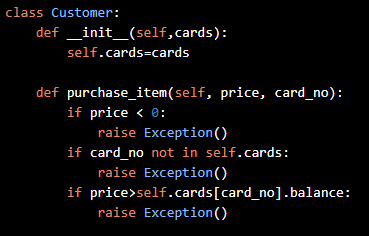 class Customer:
    def __init__(self,cards):
        self.cards=cards

    def purchase_item(self, price, card_no):
        if price < 0:
            raise Exception()
        if card_no not in self.cards:
            raise Exception()
        if price>self.cards[card_no].balance:
            raise Exception()